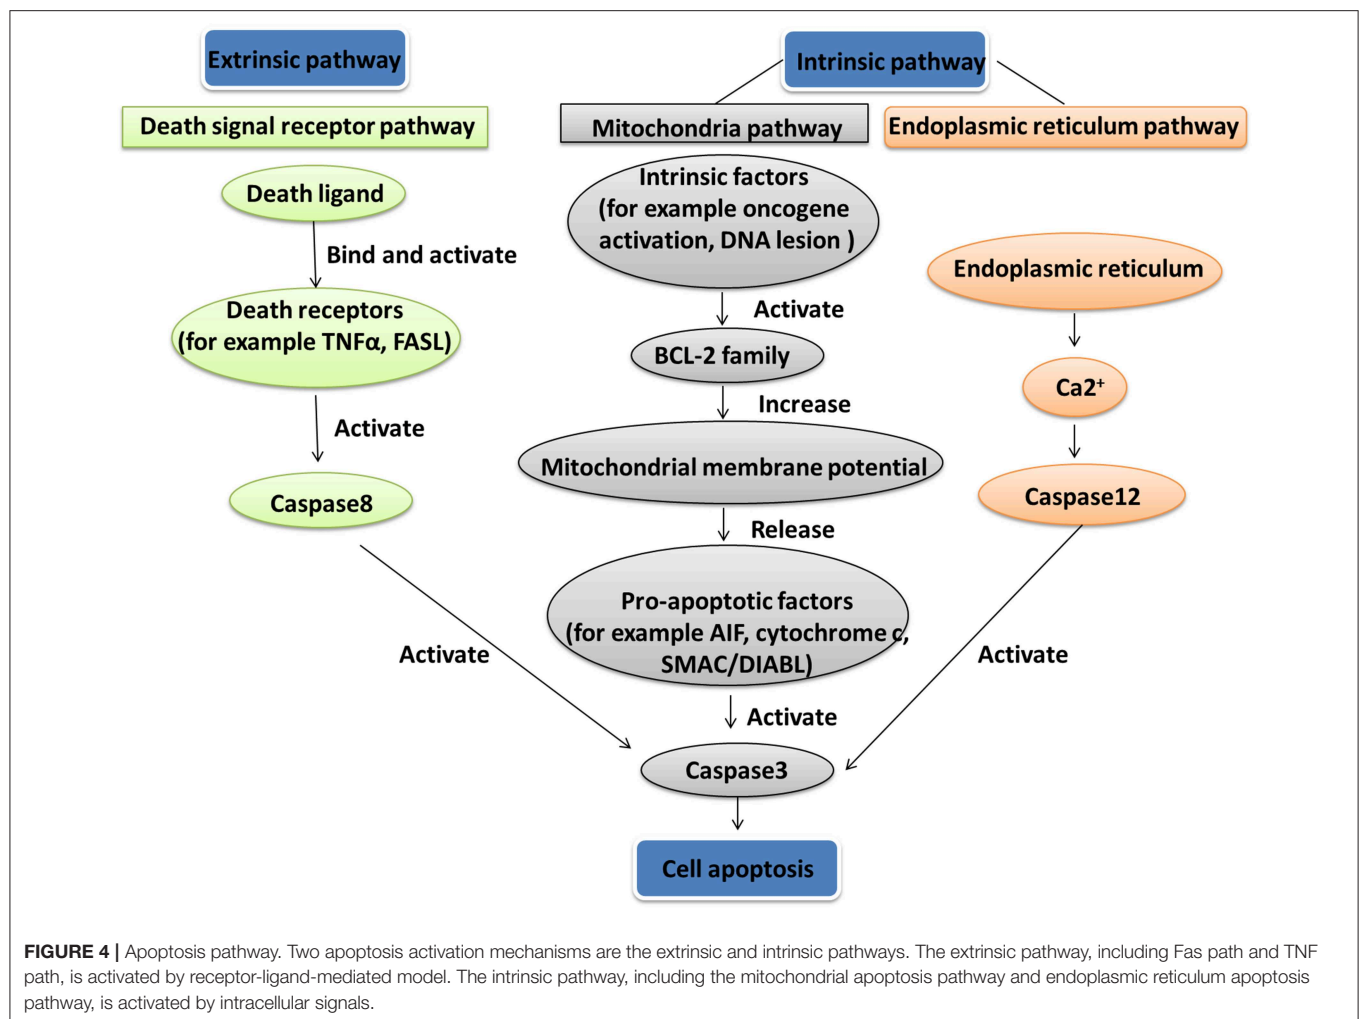 Extrinsic pathway
Intrinsic pathway
Death signal receptor pathway
Mitochondria pathway
Endoplasmic reticulum pathway
Death ligand
Bind and activate
Death receptors
(for example TNFα, FASL)
Activate
Caspase8
Activate
Intrinsic factors
(for example oncogene
activation, DNA lesion )
Activate
BCL-2 family
Increase
Mitochondrial membrane potential
Release
Pro-apoptotic factors
(for example AIF, cytochrome c,
SMAC/DIABL)
Activate
Endoplasmic reticulum
Ca2⁺
Caspase12
Activate
Caspase3
Cell apoptosis
FIGURE 4 | Apoptosis pathway. Two apoptosis activation mechanisms are the extrinsic and intrinsic pathways. The extrinsic pathway, including Fas path and TNF
path, is activated by receptor-ligand-mediated model. The intrinsic pathway, including the mitochondrial apoptosis pathway and endoplasmic reticulum apoptosis
pathway, is activated by intracellular signals.